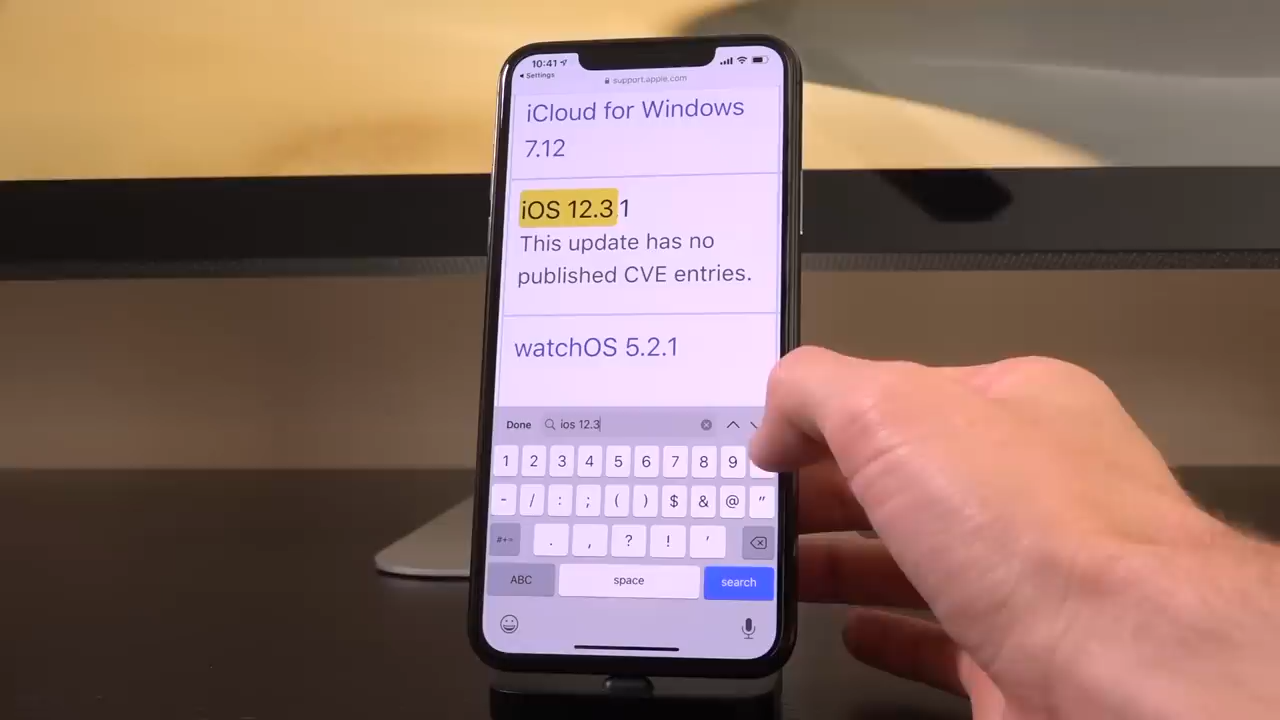 10:41
Settings
support.apple.com
iCloud for Windows
7.12
iOS 12.3.1
This update has no
published CVE entries.
watchOS 5.2.1
Done ios 12.3
1 2 3 4 5 6 7 8 9
- / : ; ( ) $ & @ "
#+= . , ? ! '
ABC space search